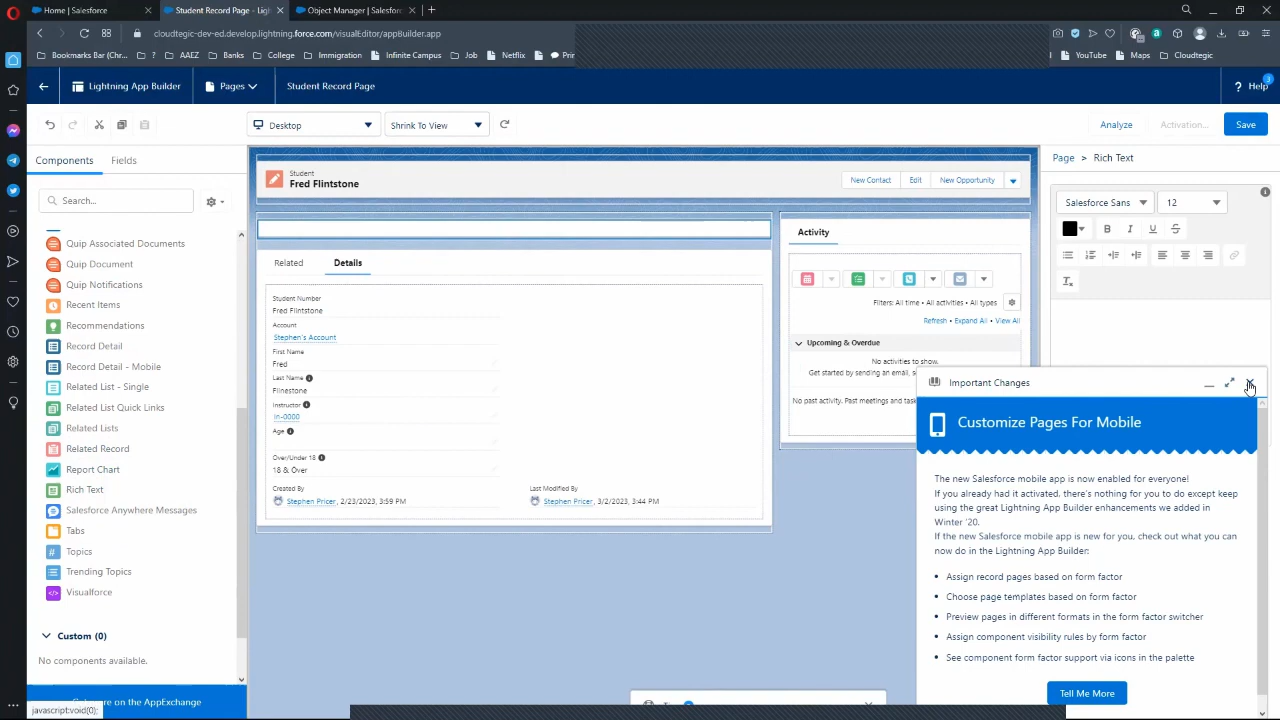 Home | Salesforce
Student Record Page - Ligh
Object Manager | Salesforc
cloudtegic-dev-ed.develop.lightning.force.com/visualEditor/appBuilder.app
Bookmarks Bar (Chr...
?
AAEZ
Banks
College
Immigration
Infinite Campus
Job
Netflix
Prin
YouTube
Maps
Cloudtegic
Lightning App Builder
Pages
Student Record Page
? Help
3
Desktop
Shrink To View
Analyze
Activation...
Save
Components
Fields
Search...
Quip Associated Documents
Quip Document
Quip Notifications
Recent Items
Recommendations
Record Detail
Record Detail - Mobile
Related List - Single
Related List Quick Links
Related Lists
Related Record
Report Chart
Rich Text
Salesforce Anywhere Messages
Tabs
Topics
Trending Topics
Visualforce
Custom (0)
No components available.
re on the AppExchange
javascript:void(0);
Student
Fred Flintstone
New Contact
Edit
New Opportunity
Related
Details
Student Number
Fred Flintstone
Account
Stephen's Account
First Name
Fred
Last Name
Flinestone
Instructor
In-0000
Age
Over/Under 18
18 & Over
Created By
Stephen Pricer, 2/23/2023, 3:59 PM
Last Modified By
Stephen Pricer, 3/2/2023, 3:44 PM
Activity
Filters: All time • All activities • All types
Refresh • Expand All • View All
Upcoming & Overdue
No activities to show.
Get started by sending an email, s
No past activity. Past meetings and task
Page > Rich Text
Salesforce Sans
12
B I U S
Important Changes
Customize Pages For Mobile
The new Salesforce mobile app is now enabled for everyone!
If you already had it activated, there's nothing for you to do except keep
using the great Lightning App Builder enhancements we added in
Winter '20.
If the new Salesforce mobile app is new for you, check out what you can
now do in the Lightning App Builder:
• Assign record pages based on form factor
• Choose page templates based on form factor
• Preview pages in different formats in the form factor switcher
• Assign component visibility rules by form factor
• See component form factor support via icons in the palette
Tell Me More